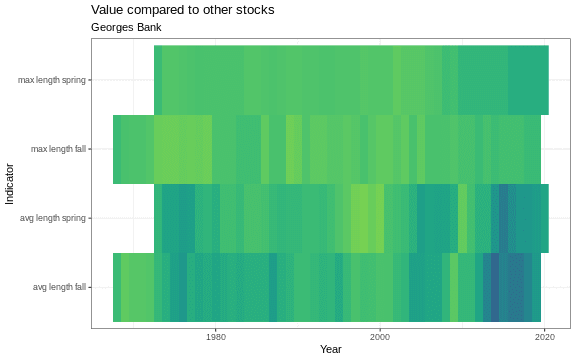 Value compared to other stocks
Georges Bank
max length spring
max length fall
avg length spring
avg length fall
Indicator
1980
2000
2020
Year